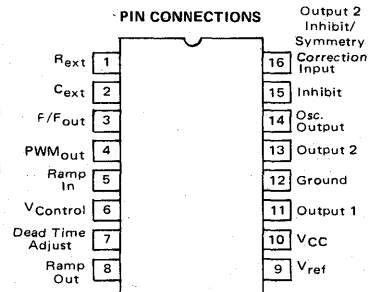 PIN CONNECTIONS
Output 2
Inhibit/
Symmetry
Correction
Input
Rext 1
16
Cext 2
15 Inhibit
F/Fout 3
14 Osc.
Output
PWMout 4
13 Output 2
Ramp
In 5
12 Ground
VControl 6
11 Output 1
Dead Time
Adjust 7
10 VCC
Ramp
Out 8
9 Vref